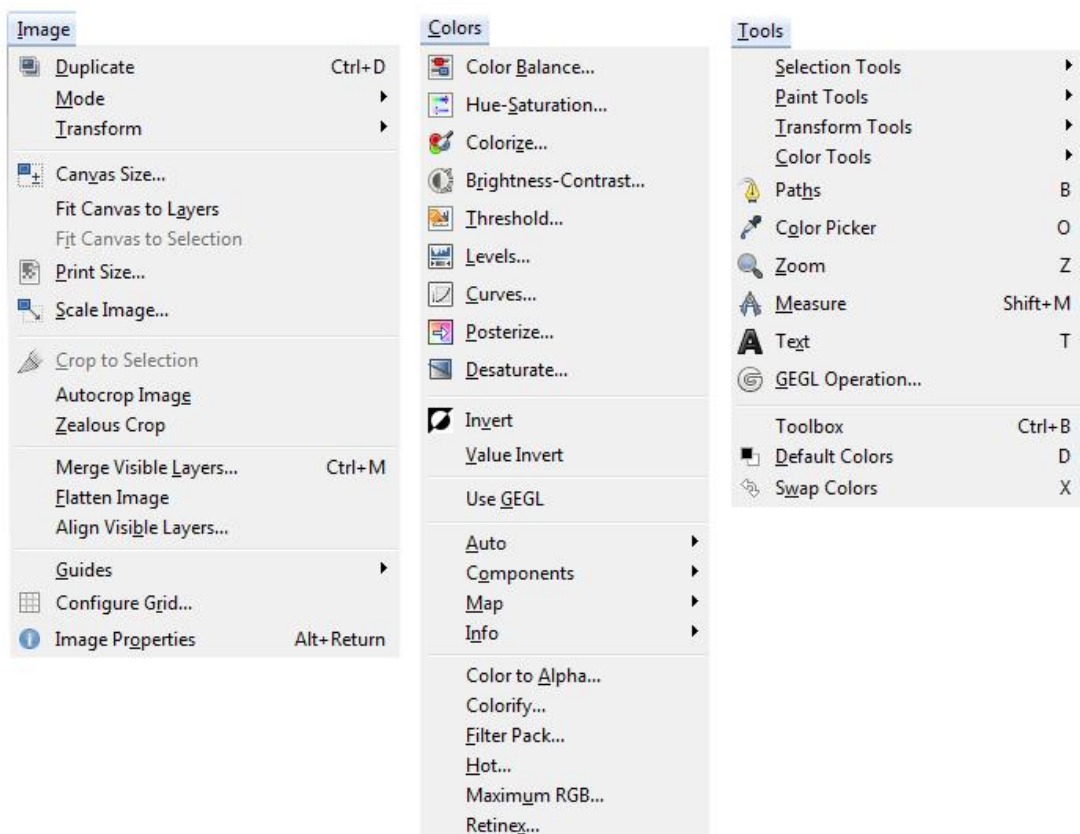 Image
Duplicate Ctrl+D
Mode
Transform
Canvas Size...
Fit Canvas to Layers
Fit Canvas to Selection
Print Size...
Scale Image...
Crop to Selection
Autocrop Image
Zealous Crop
Merge Visible Layers... Ctrl+M
Flatten Image
Align Visible Layers...
Guides
Configure Grid...
Image Properties Alt+Return
Colors
Color Balance...
Hue-Saturation...
Colorize...
Brightness-Contrast...
Threshold...
Levels...
Curves...
Posterize...
Desaturate...
Invert
Value Invert
Use GEGL
Auto
Components
Map
Info
Color to Alpha...
Colorify...
Filter Pack...
Hot...
Maximum RGB...
Retinex...
Tools
Selection Tools
Paint Tools
Transform Tools
Color Tools
Paths B
Color Picker O
Zoom Z
Measure Shift+M
Text T
GEGL Operation...
Toolbox Ctrl+B
Default Colors D
Swap Colors X